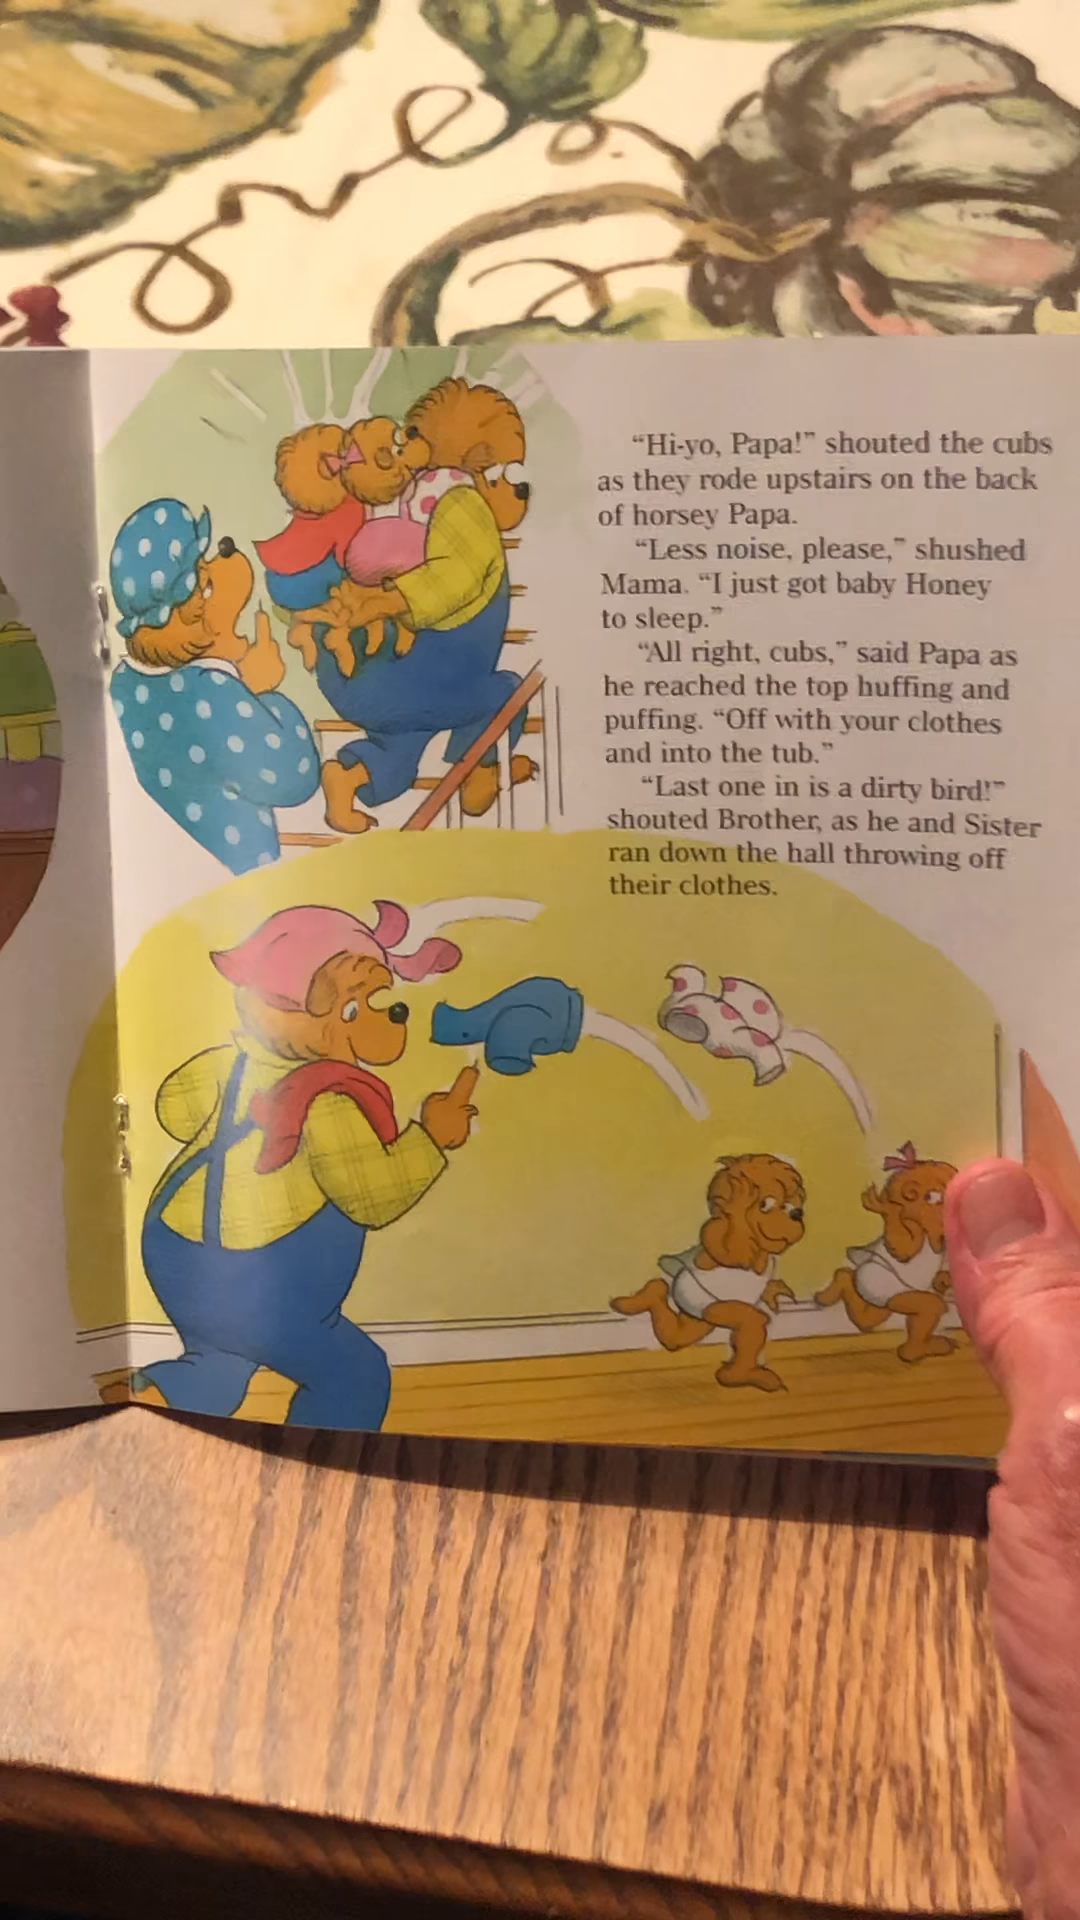 “Hi-yo, Papa!” shouted the cubs
as they rode upstairs on the back
of horsey Papa.
“Less noise, please,” shushed
Mama. “I just got baby Honey
to sleep.”
“All right, cubs,” said Papa as
he reached the top huffing and
puffing. “Off with your clothes
and into the tub.”
“Last one in is a dirty bird!”
shouted Brother, as he and Sister
ran down the hall throwing off
their clothes.